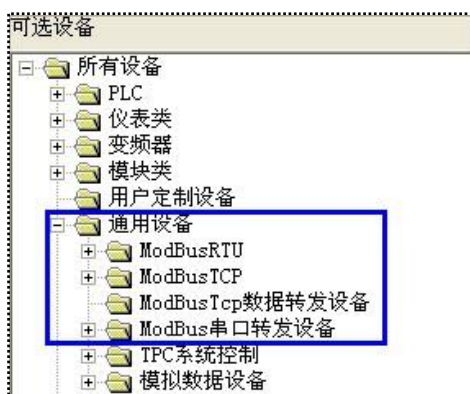 可选设备
所有设备
PLC
仪表类
变频器
模块类
用户定制设备
通用设备
ModBusRTU
ModBusTCP
ModBusTcp数据转发设备
ModBus串口转发设备
TPC系统控制
模拟数据设备